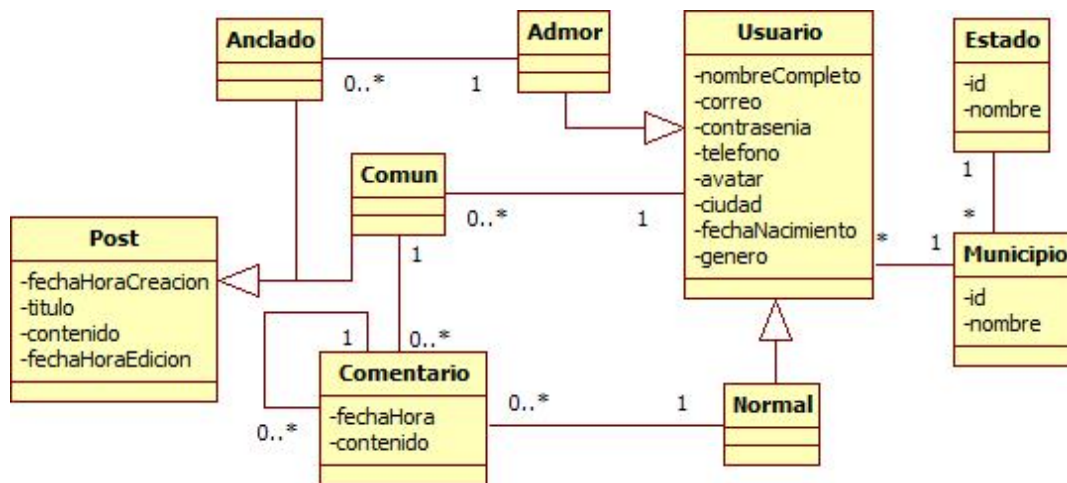 Anclado
0..*
1
Admor
Usuario
-nombreCompleto
-correo
-contrasenia
-telefono
-avatar
-ciudad
-fechaNacimiento
-genero
Estado
-id
-nombre
1
*
Comun
0..*
1
1
0..*
*
1
Municipio
-id
-nombre
Post
-fechaHoraCreacion
-titulo
-contenido
-fechaHoraEdicion
1
0..*
Comentario
-fechaHora
-contenido
0..*
1
Normal